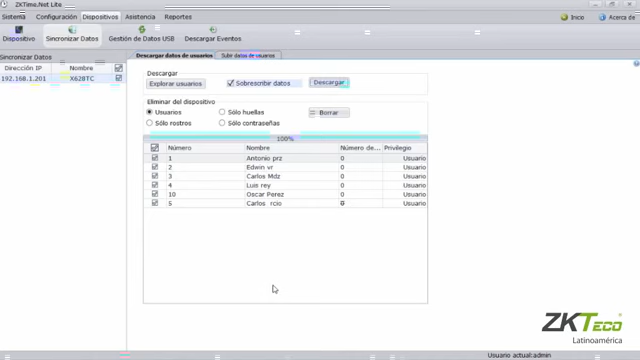 ZKTime.Net Lite
Sistema Configuración Dispositivos Asistencia Reportes
Inicio Acerca de
Dispositivo Sincronizar Datos Gestión de Datos USB Descargar Eventos
Sincronizar Datos
Dirección IP Nombre
192.168.1.201 X628TC
Descargar datos de usuarios Subir datos de usuarios
Descargar
Explorar usuarios Sobrescribir datos Descargar
Eliminar del dispositivo
Usuarios Sólo huellas Borrar
Sólo rostros Sólo contraseñas
100%
Número Nombre Número de... Privilegio
1 Antonio prz 0 Usuario
2 Edwin vr 0 Usuario
3 Carlos Mdz 0 Usuario
4 Luis rey 0 Usuario
10 Oscar Perez 0 Usuario
5 Carlos 0 Usuario
ZKTeco
Latinoamérica
Usuario actual:admin